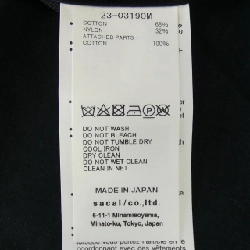 23-03190M
COTTON 68%
NYLON 32%
ATTACHED PARTS
COTTON 100%
DO NOT WASH
DO NOT BLEACH
DO NOT TUMBLE DRY
COOL IRON
DRY CLEAN
DO NOT WET CLEAN
CLEAN IN NET
MADE IN JAPAN
sacai co.,ltd.
6-11-1 Minamiaoyama,
Minato-ku, Tokyo, Japan